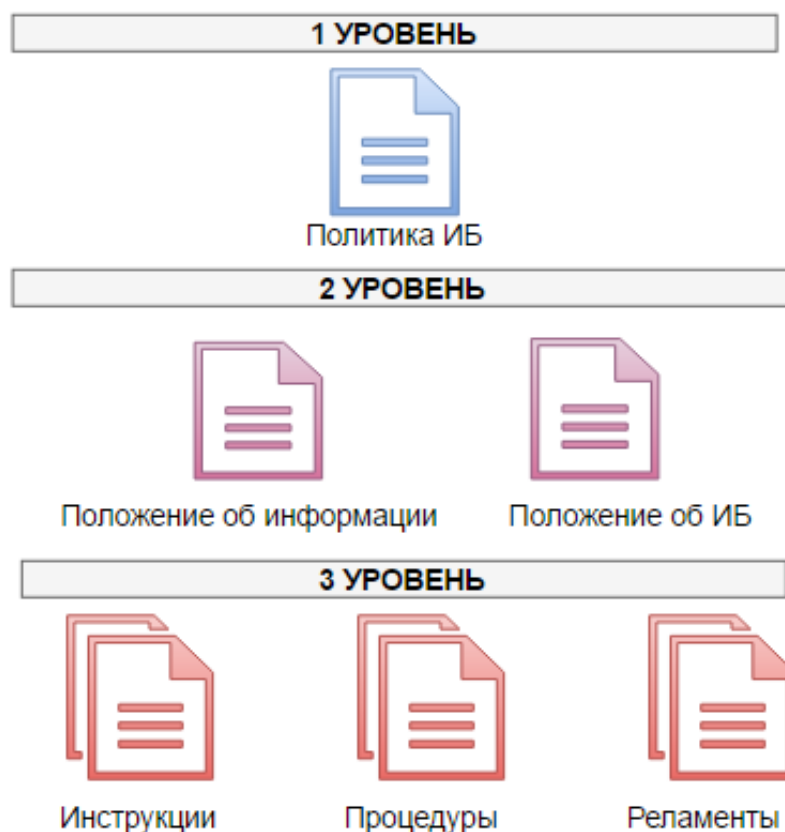 1 УРОВЕНЬ
Политика ИБ
2 УРОВЕНЬ
Положение об информации Положение об ИБ
3 УРОВЕНЬ
Инструкции Процедуры Реламенты